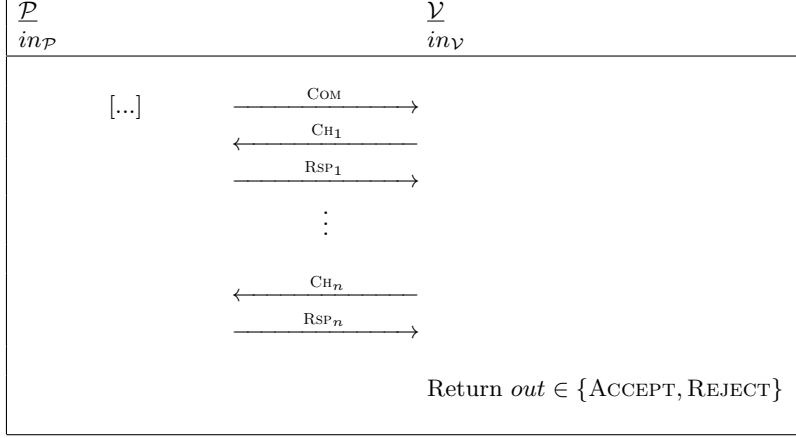 𝒫 𝒱
in𝒫 in𝒱
[...] Com
Ch₁
Rsp₁
⋮
Chₙ
Rspₙ
Return out ∈ {Accept, Reject}